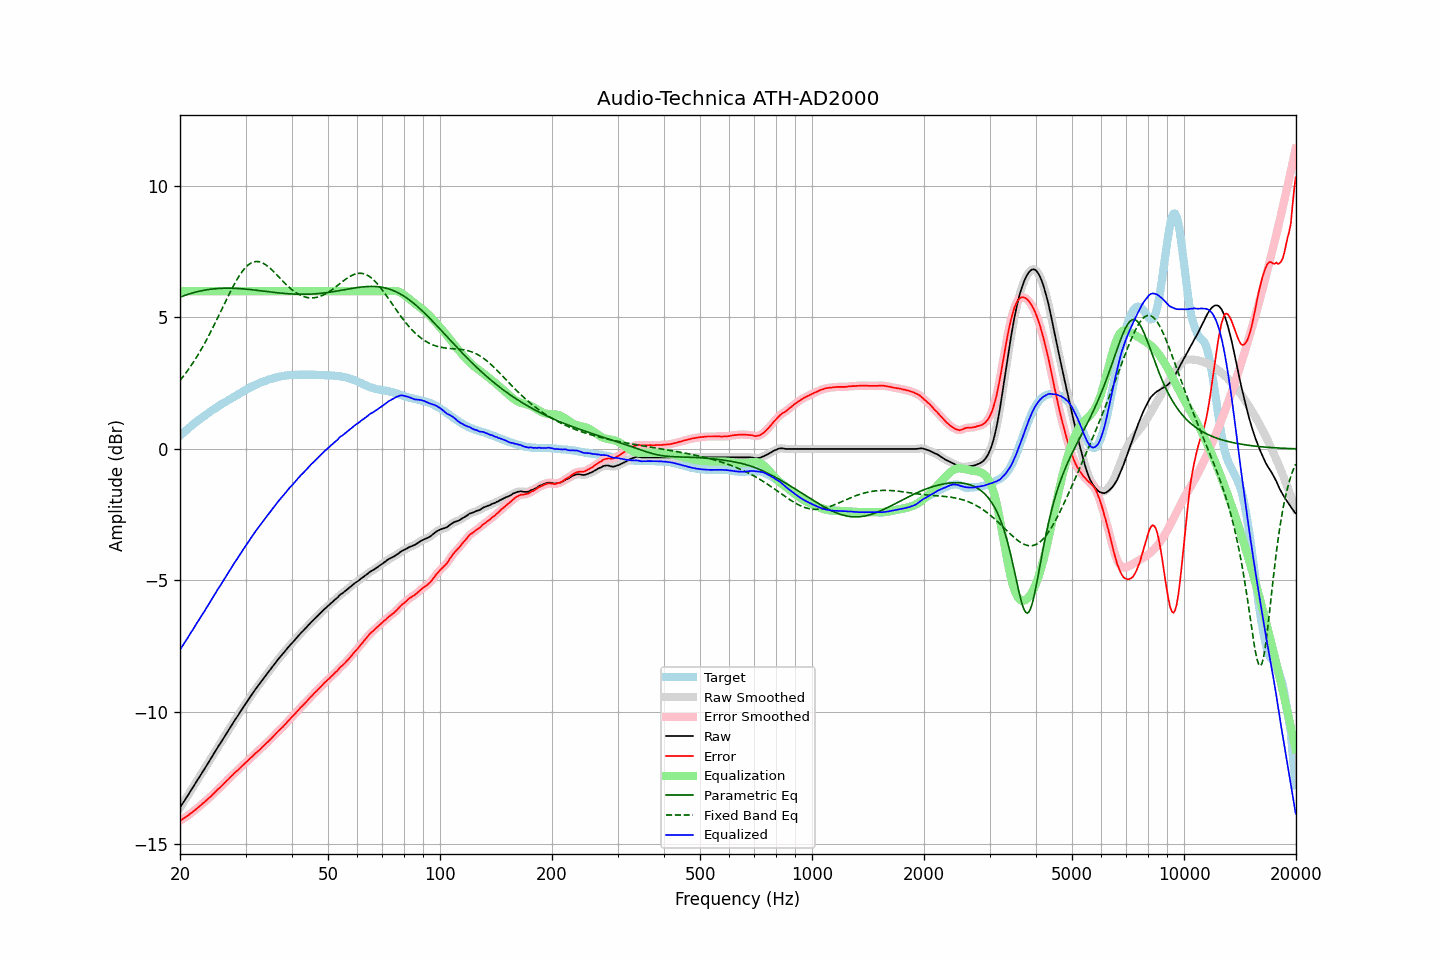 Audio-Technica ATH-AD2000
Amplitude (dBr)
10
5
0
−5
−10
−15
Target
Raw Smoothed
Error Smoothed
Raw
Error
Equalization
Parametric Eq
Fixed Band Eq
Equalized
20 50 100 200 500 1000 2000 5000 10000 20000
Frequency (Hz)